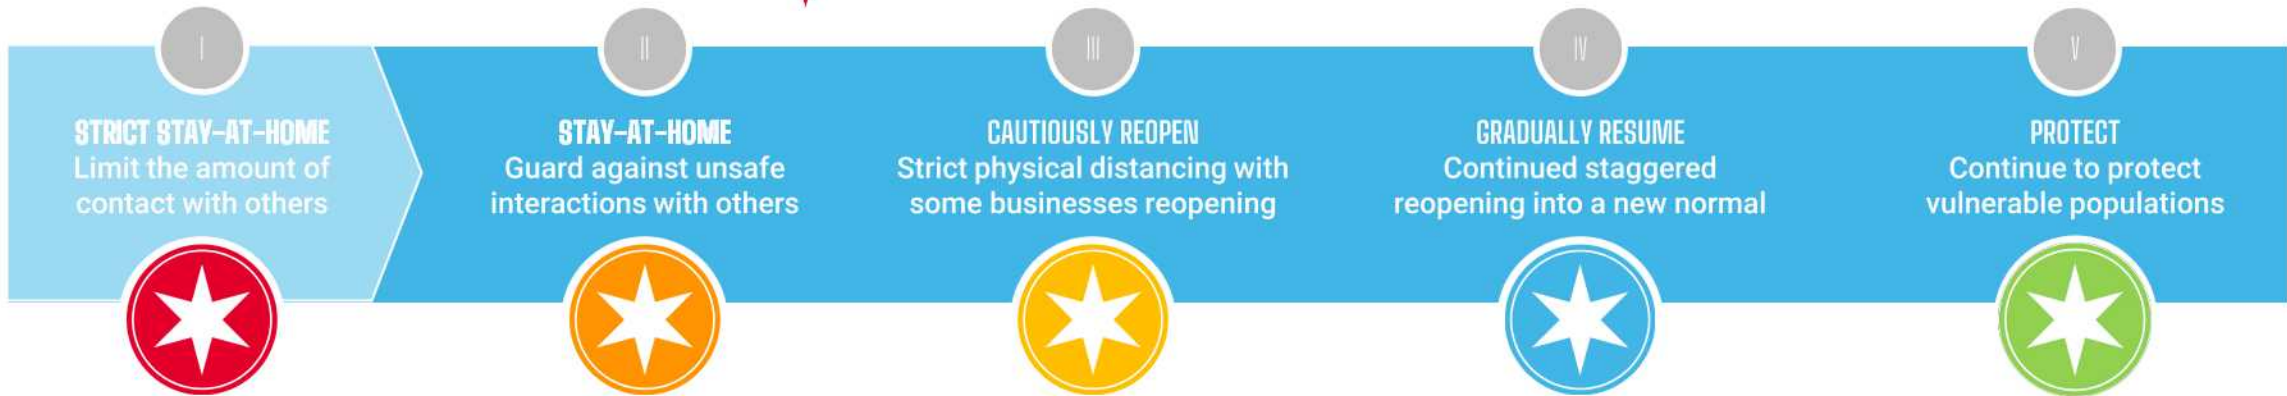 I
STRICT STAY-AT-HOME
Limit the amount of
contact with others
II
STAY-AT-HOME
Guard against unsafe
interactions with others
III
CAUTIOUSLY REOPEN
Strict physical distancing with
some businesses reopening
IV
GRADUALLY RESUME
Continued staggered
reopening into a new normal
V
PROTECT
Continue to protect
vulnerable populations